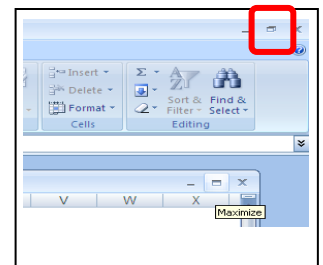 Insert
Delete
Format
Cells
Σ
Sort & Filter
Find & Select
Editing
V W X
Maximize